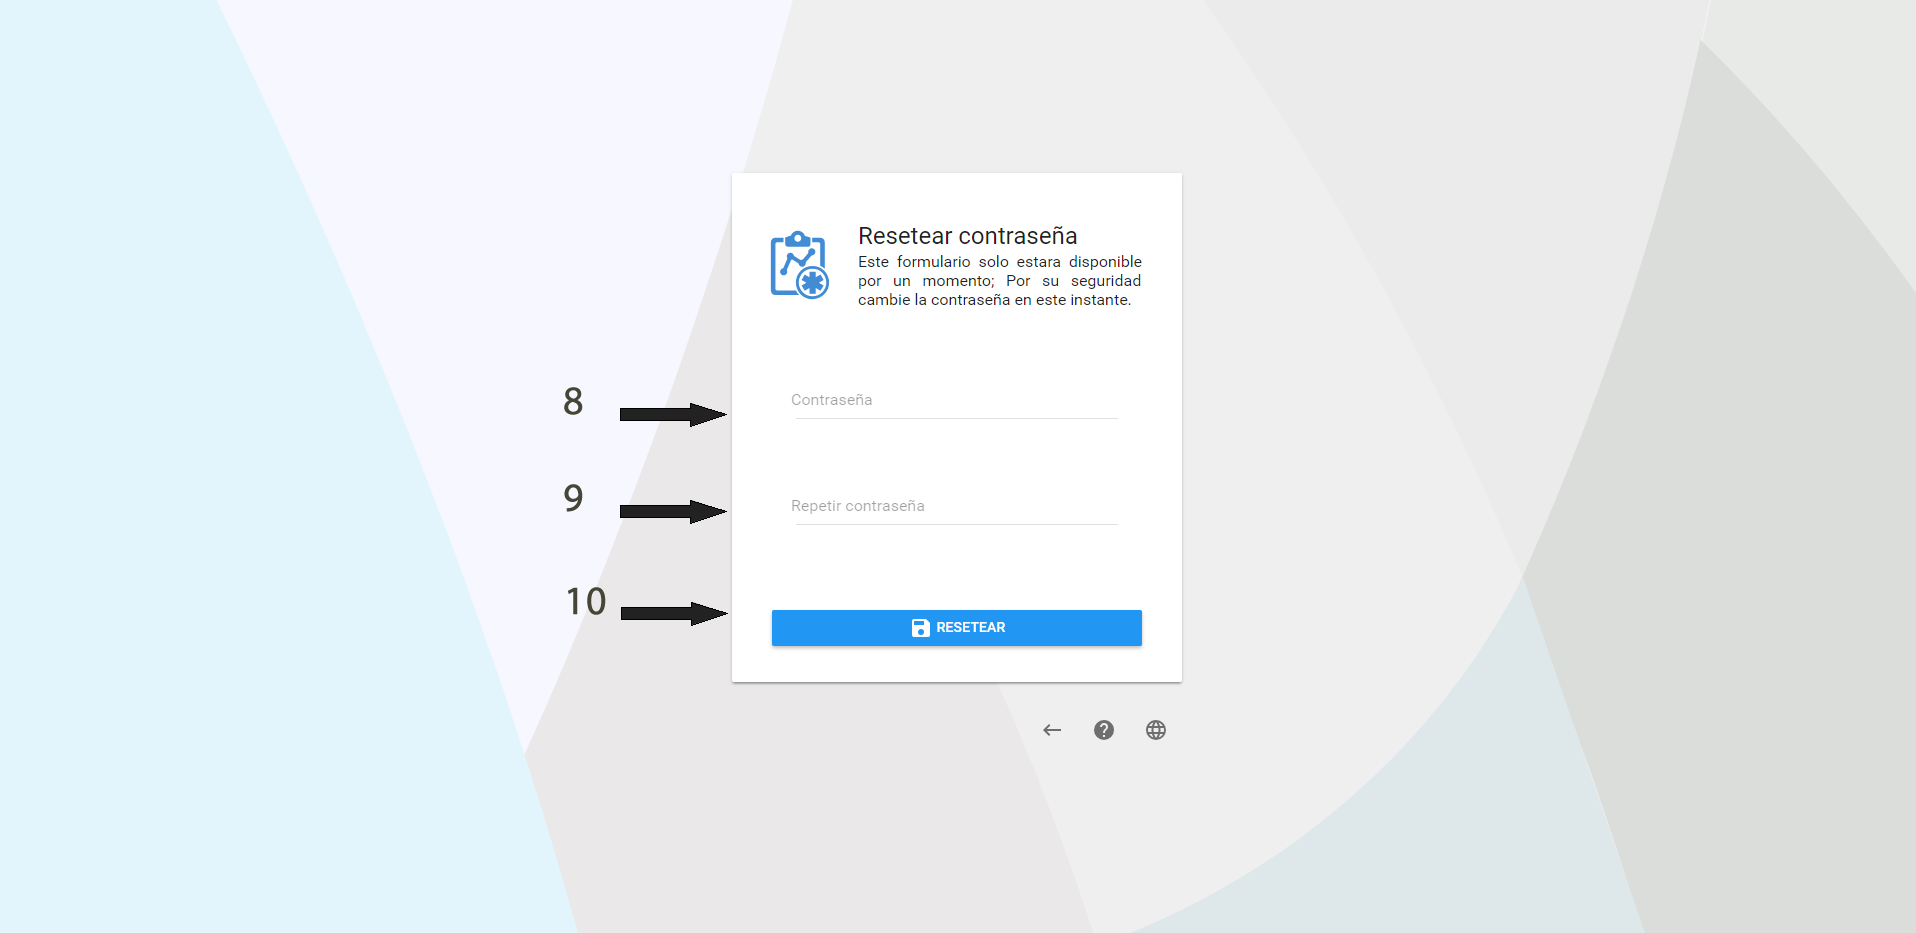 Resetear contraseña
Este formulario solo estara disponible
por un momento; Por su seguridad
cambie la contraseña en este instante.
8
Contraseña
9
Repetir contraseña
10
RESETEAR